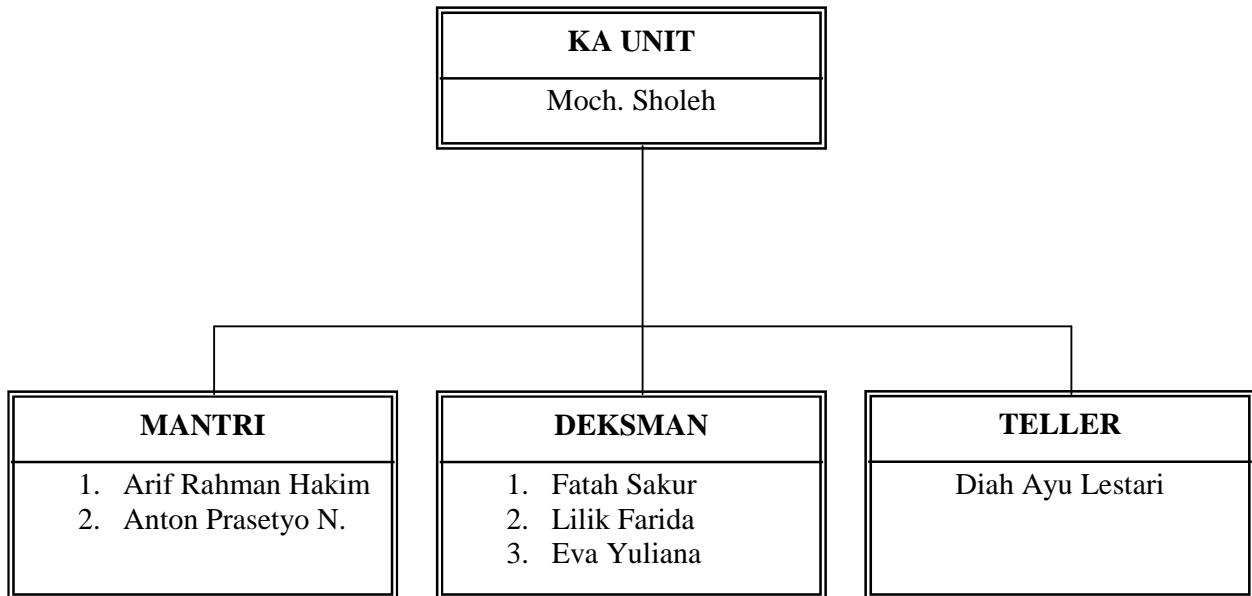 KA UNIT
Moch. Sholeh
MANTRI
1. Arif Rahman Hakim
2. Anton Prasetyo N.
DEKSMAN
1. Fatah Sakur
2. Lilik Farida
3. Eva Yuliana
TELLER
Diah Ayu Lestari